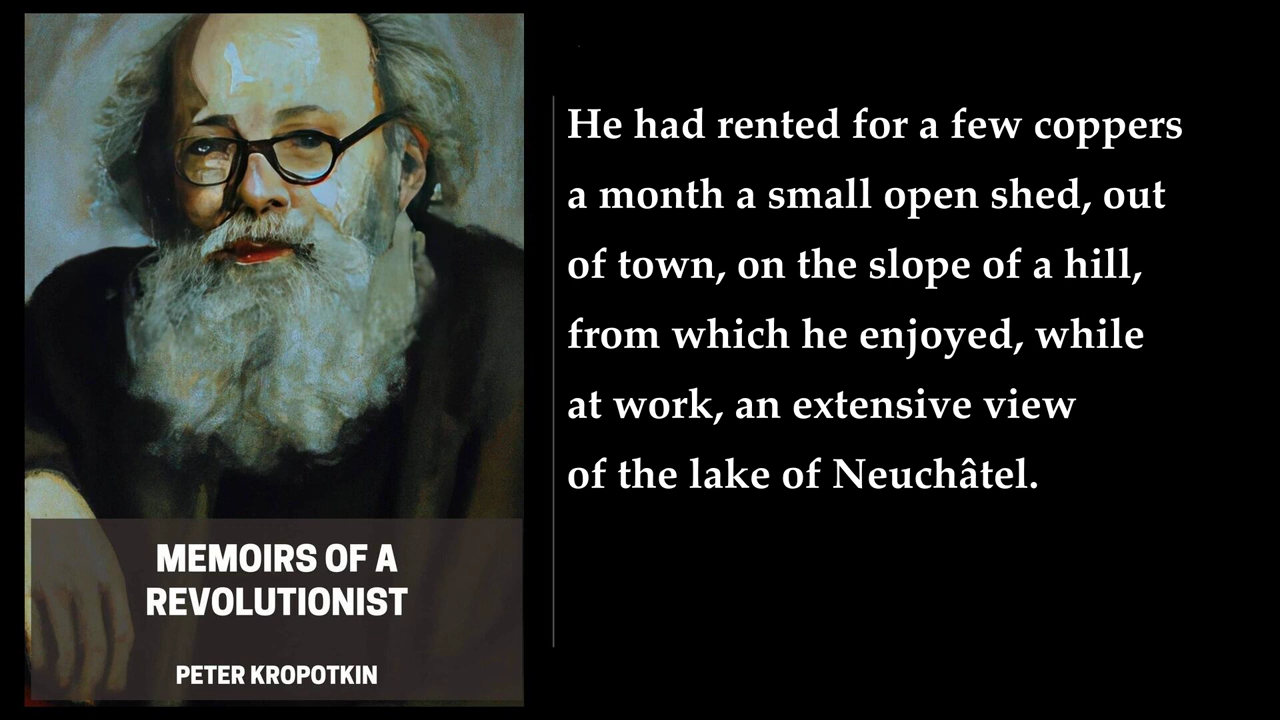 MEMOIRS OF A
REVOLUTIONIST
PETER KROPOTKIN
He had rented for a few coppers
a month a small open shed, out
of town, on the slope of a hill,
from which he enjoyed, while
at work, an extensive view
of the lake of Neuchâtel.